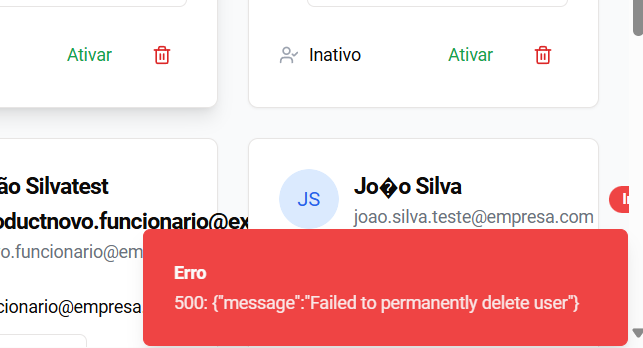 Ativar
Inativo
Ativar
ão Silvatest
oductnovo.funcionario@ex
o.funcionario@em
cionario@empresa
JS
Jo�o Silva
joao.silva.teste@empresa.com
Erro
500: {"message":"Failed to permanently delete user"}